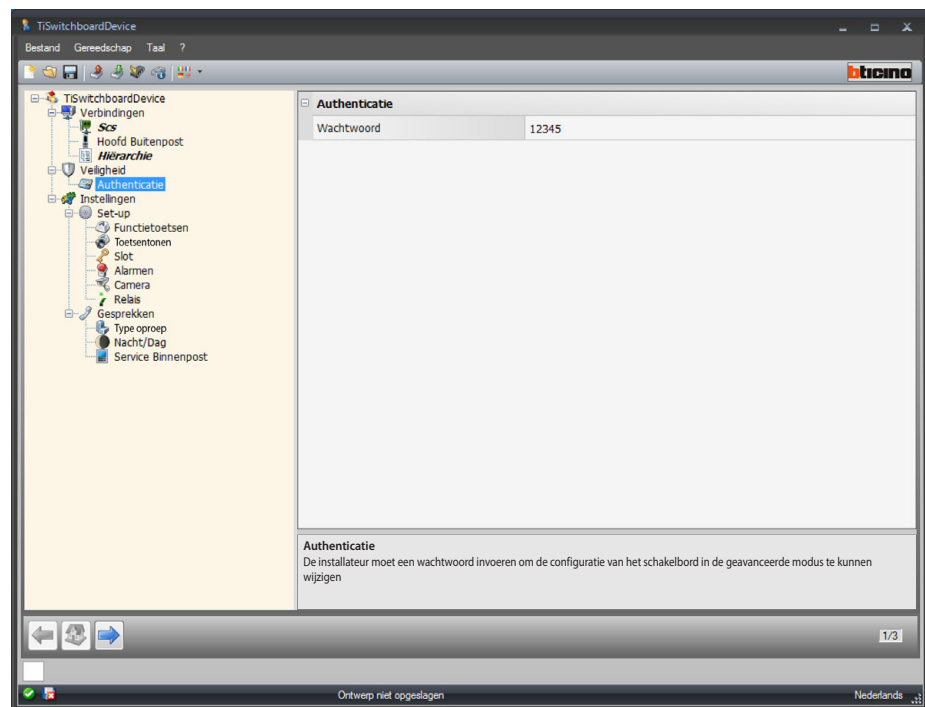 TiSwitchboardDevice
Bestand Gereedschap Taal ?
bticino
TiSwitchboardDevice
Verbindingen
Scs
Hoofd Buitenpost
Hiërarchie
Veiligheid
Authenticatie
Instellingen
Set-up
Functietoetsen
Toetsentonen
Slot
Alarmen
Camera
Relais
Gesprekken
Type oproep
Nacht/Dag
Service Binnenpost
Authenticatie
Wachtwoord 12345
Authenticatie
De installateur moet een wachtwoord invoeren om de configuratie van het schakelbord in de geavanceerde modus te kunnen
wijzigen
1/3
Ontwerp niet opgeslagen
Nederlands